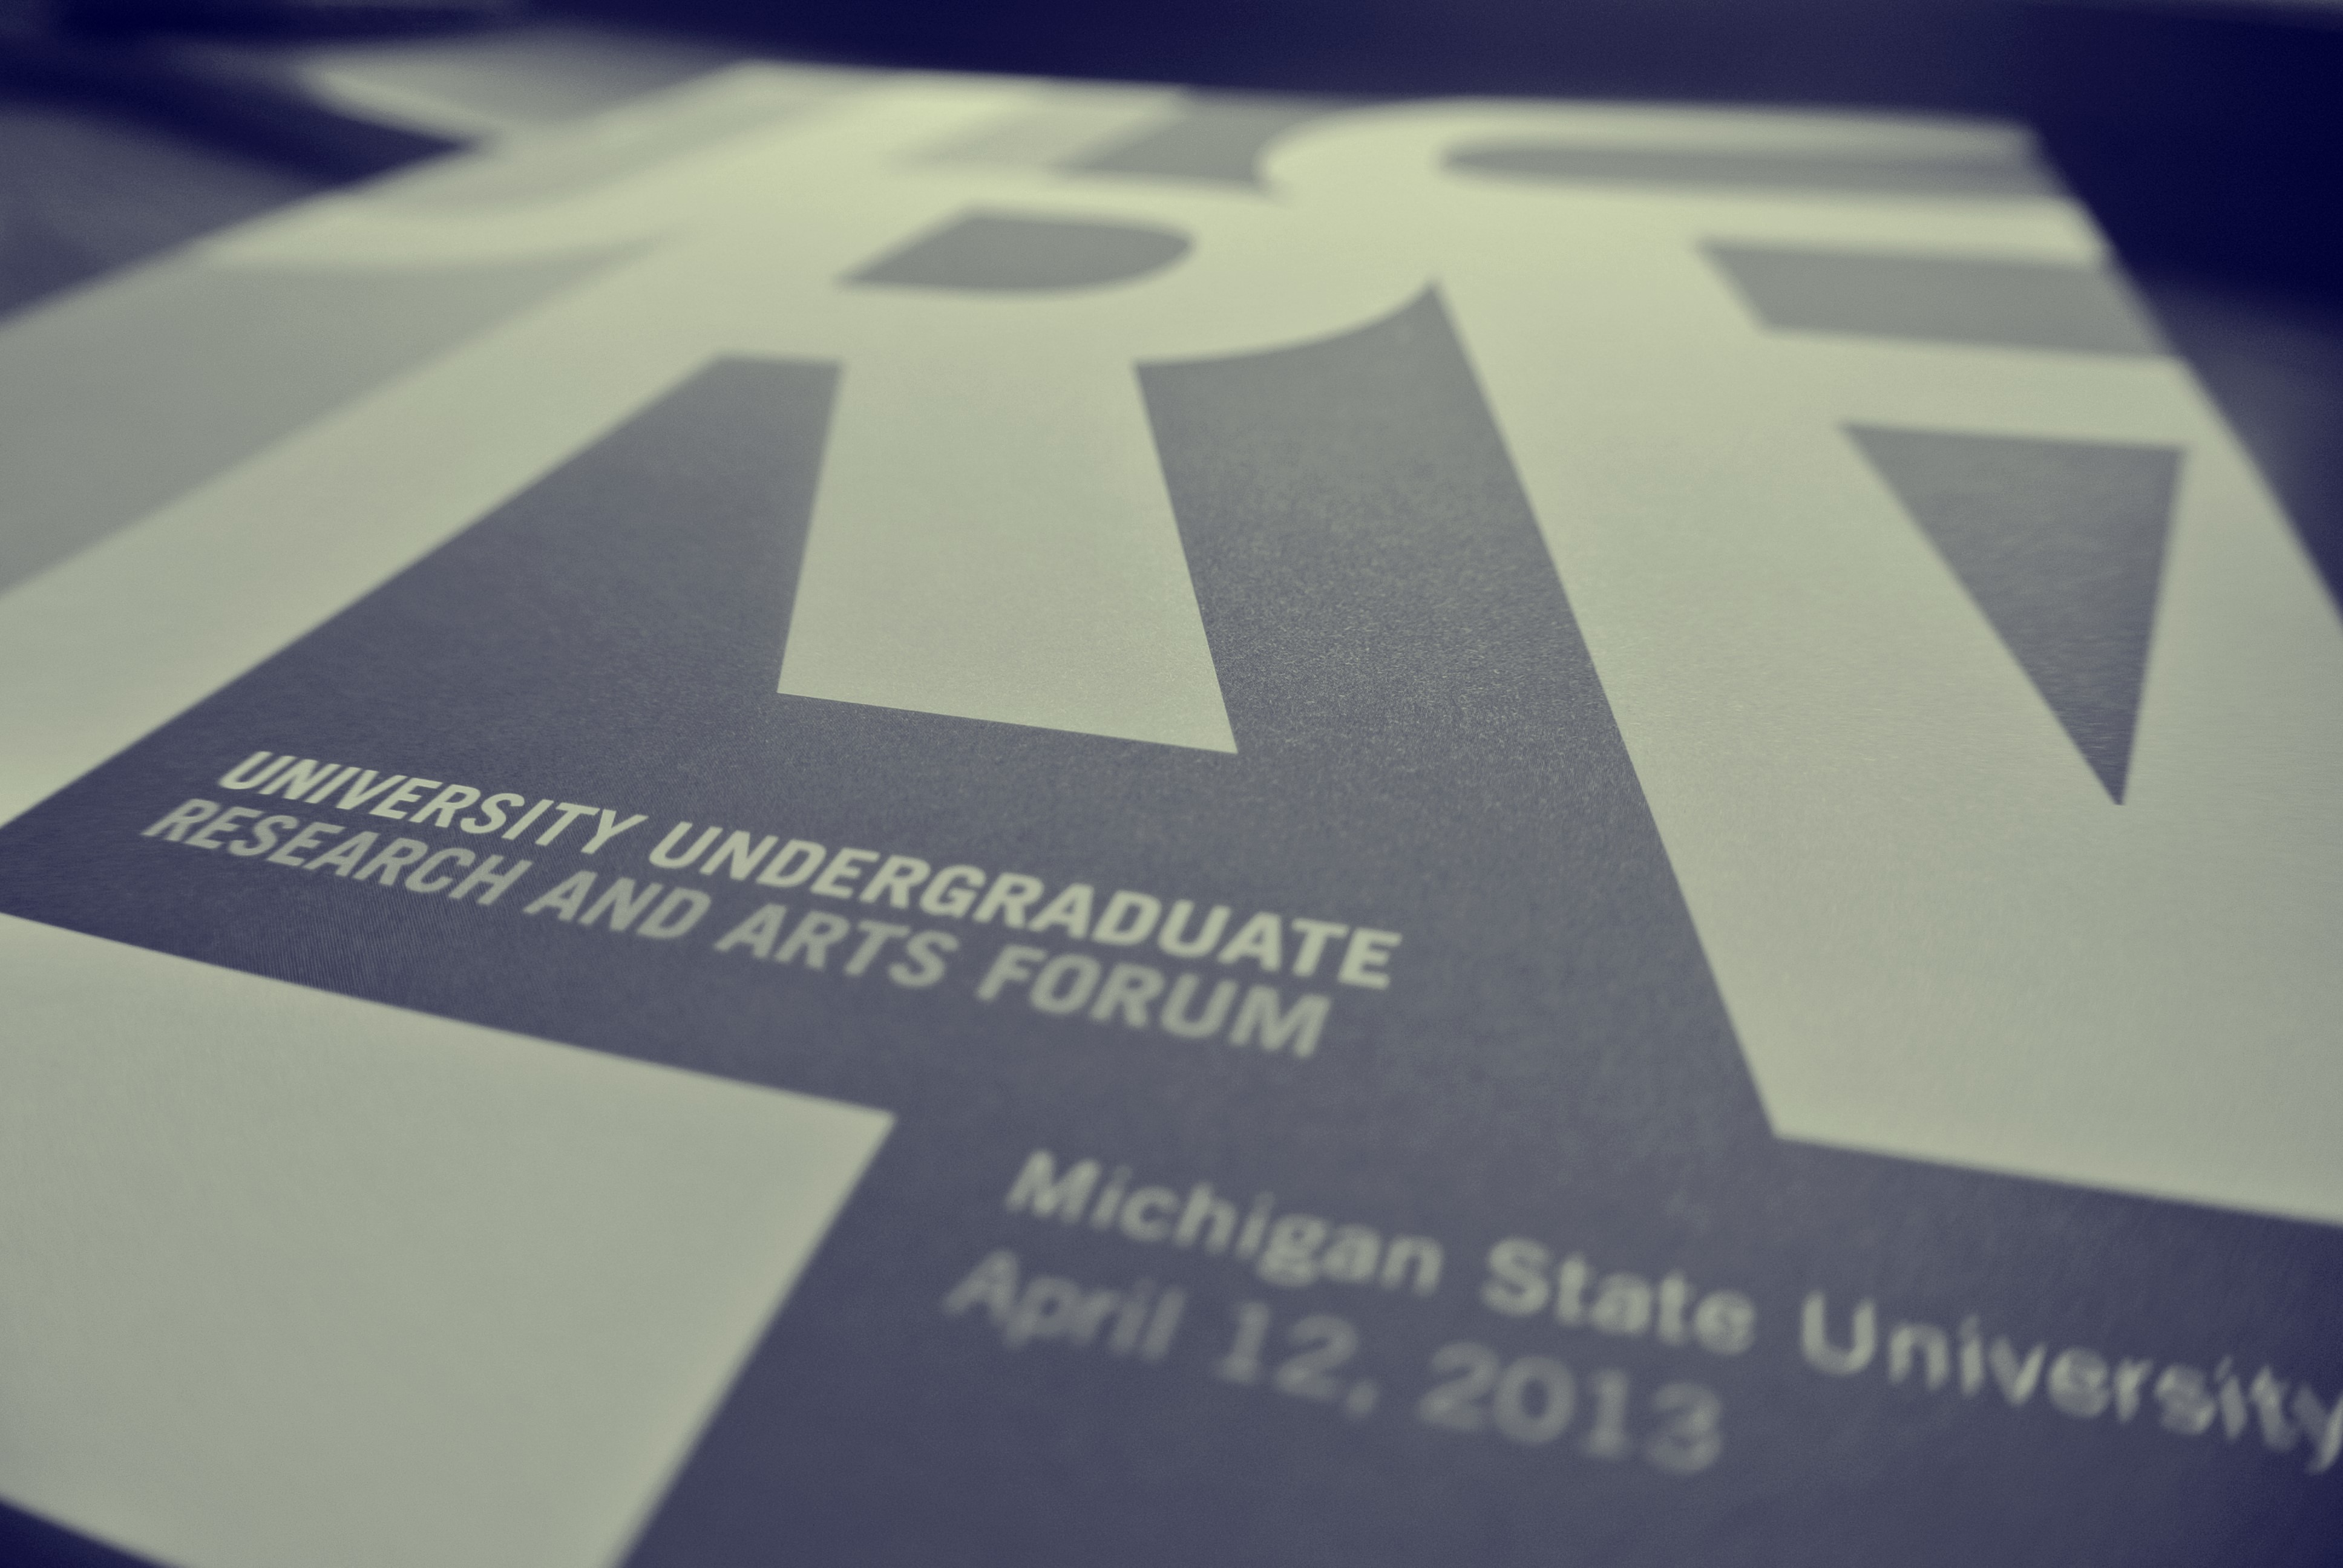 UNIVERSITY UNDERGRADUATE
RESEARCH AND ARTS FORUM
Michigan State University
April 12, 2013